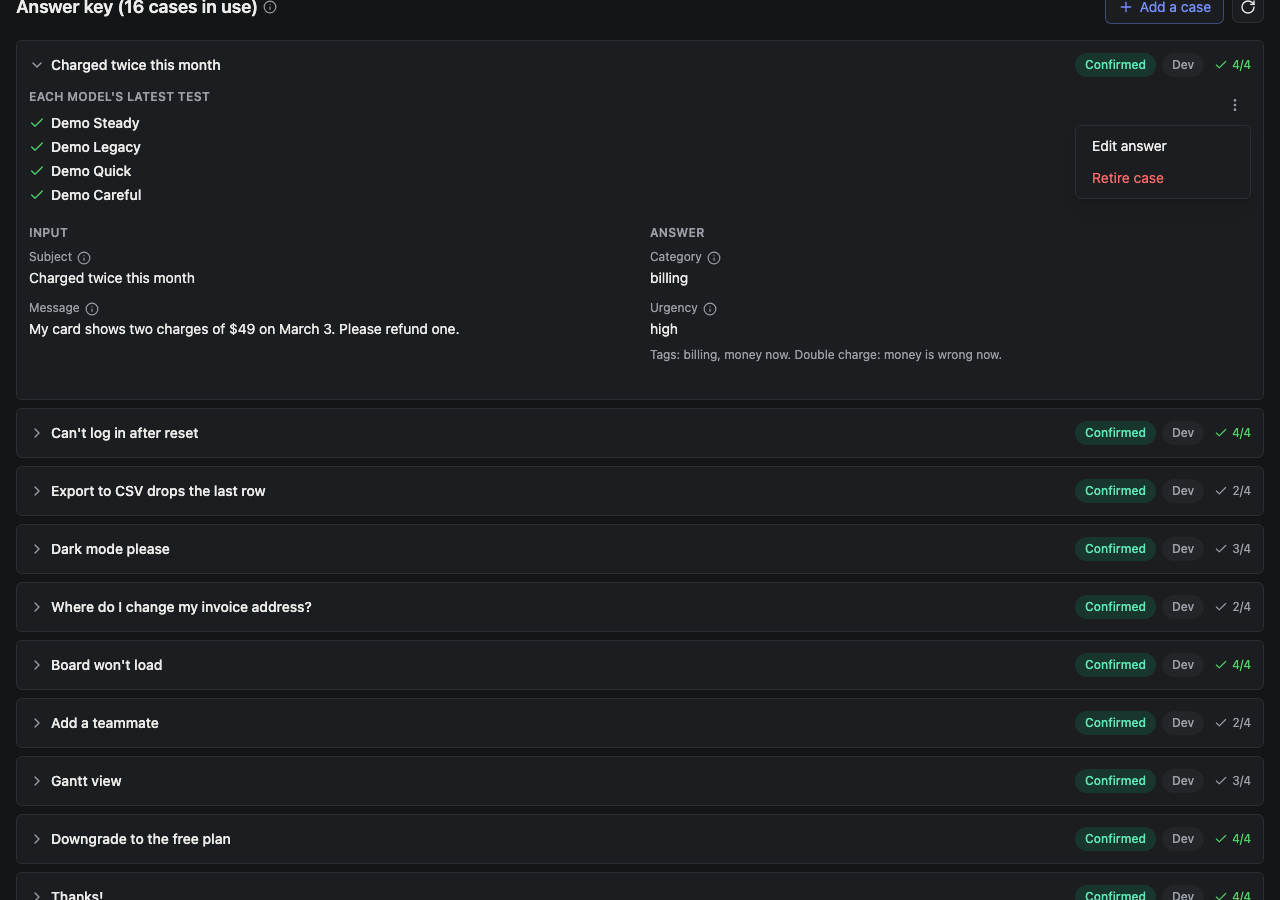 Answer key (16 cases in use)
+ Add a case
Charged twice this month
Confirmed Dev 4/4
EACH MODEL'S LATEST TEST
Demo Steady
Demo Legacy
Demo Quick
Demo Careful
Edit answer
Retire case
INPUT
Subject
Charged twice this month
Message
My card shows two charges of $49 on March 3. Please refund one.
ANSWER
Category
billing
Urgency
high
Tags: billing, money now. Double charge: money is wrong now.
Can't log in after reset Confirmed Dev 4/4
Export to CSV drops the last row Confirmed Dev 2/4
Dark mode please Confirmed Dev 3/4
Where do I change my invoice address? Confirmed Dev 2/4
Board won't load Confirmed Dev 4/4
Add a teammate Confirmed Dev 2/4
Gantt view Confirmed Dev 3/4
Downgrade to the free plan Confirmed Dev 4/4
Thanks! Confirmed Dev 4/4